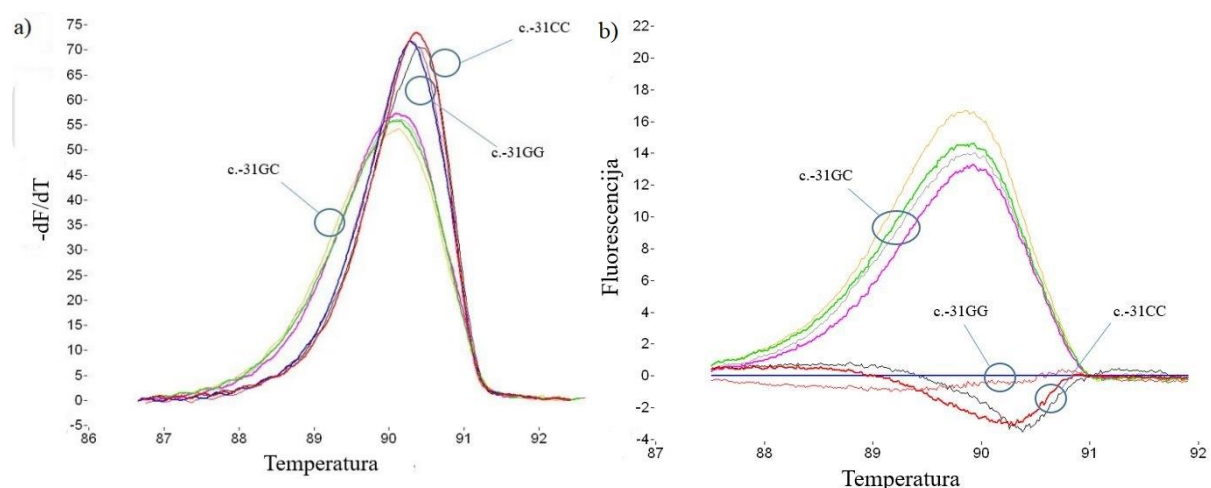 a)
75-
70-
65-
60-
55-
50-
45-
40-
35-
30-
25-
20-
15-
10-
5-
0-
-5-
86 87 88 89 90 91 92
-dF/dT
Temperatura
c.-31CC
c.-31GG
c.-31GC
b)
22-
20-
18-
16-
14-
12-
10-
8-
6-
4-
2-
0-
-2-
-4-
87 88 89 90 91 92
Fluorescencija
Temperatura
c.-31GC
c.-31GG
c.-31CC